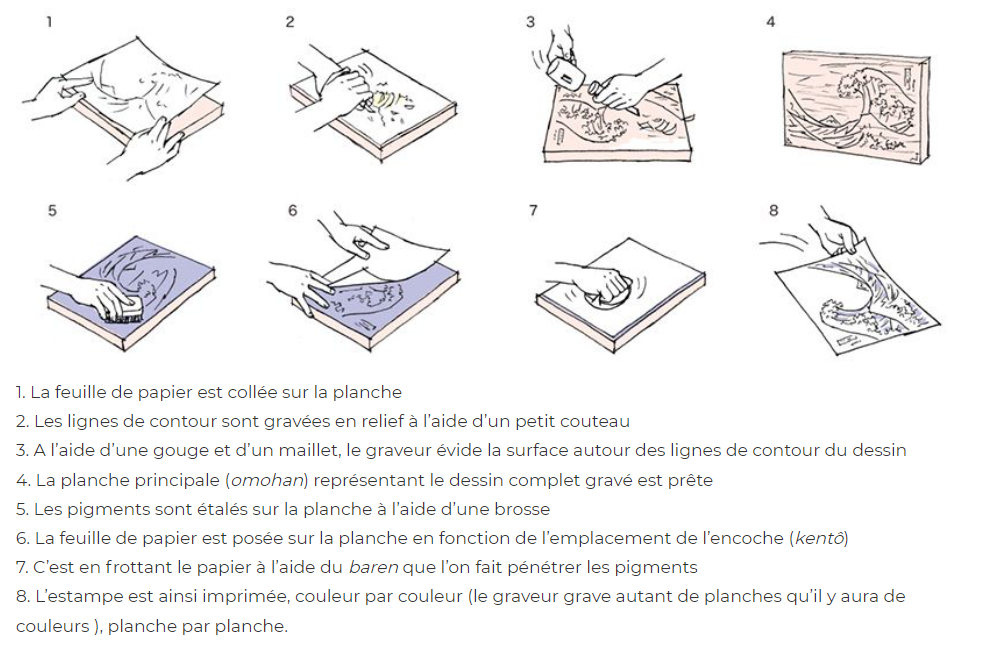 1
2
3
4
5
6
7
8
1. La feuille de papier est collée sur la planche
2. Les lignes de contour sont gravées en relief à l’aide d’un petit couteau
3. A l’aide d’une gouge et d’un maillet, le graveur évide la surface autour des lignes de contour du dessin
4. La planche principale (omohan) représentant le dessin complet gravé est prête
5. Les pigments sont étalés sur la planche à l’aide d’une brosse
6. La feuille de papier est posée sur la planche en fonction de l’emplacement de l’encoche (kentô)
7. C’est en frottant le papier à l’aide du baren que l’on fait pénétrer les pigments
8. L’estampe est ainsi imprimée, couleur par couleur (le graveur grave autant de planches qu’il y aura de
couleurs ), planche par planche.